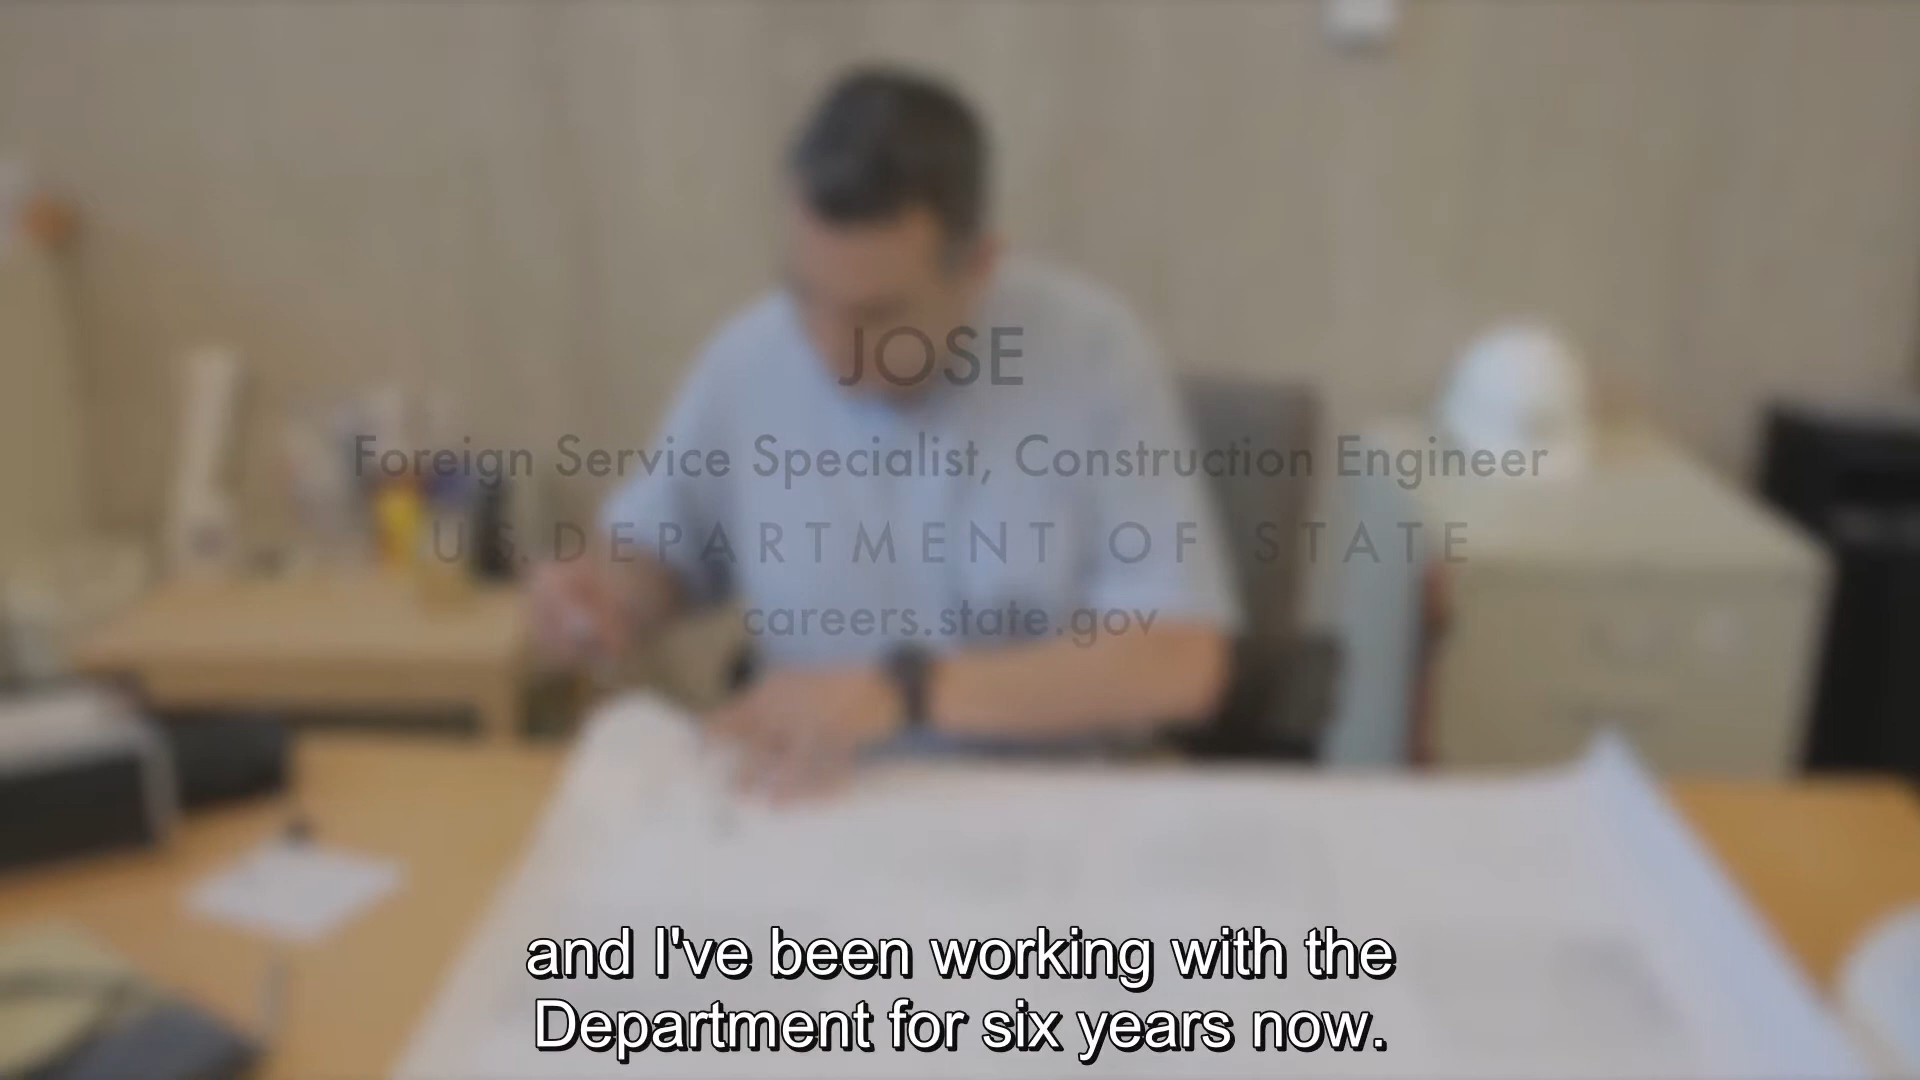 JOSE
Foreign Service Specialist, Construction Engineer
U.S. DEPARTMENT OF STATE
careers.state.gov
and I've been working with the
Department for six years now.